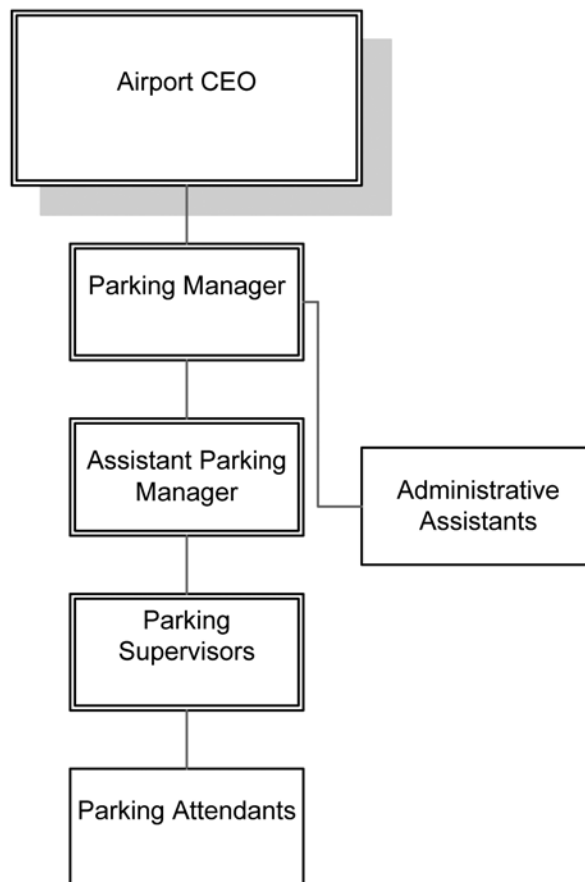 Airport CEO
Parking Manager
Assistant Parking
Manager
Administrative
Assistants
Parking
Supervisors
Parking Attendants